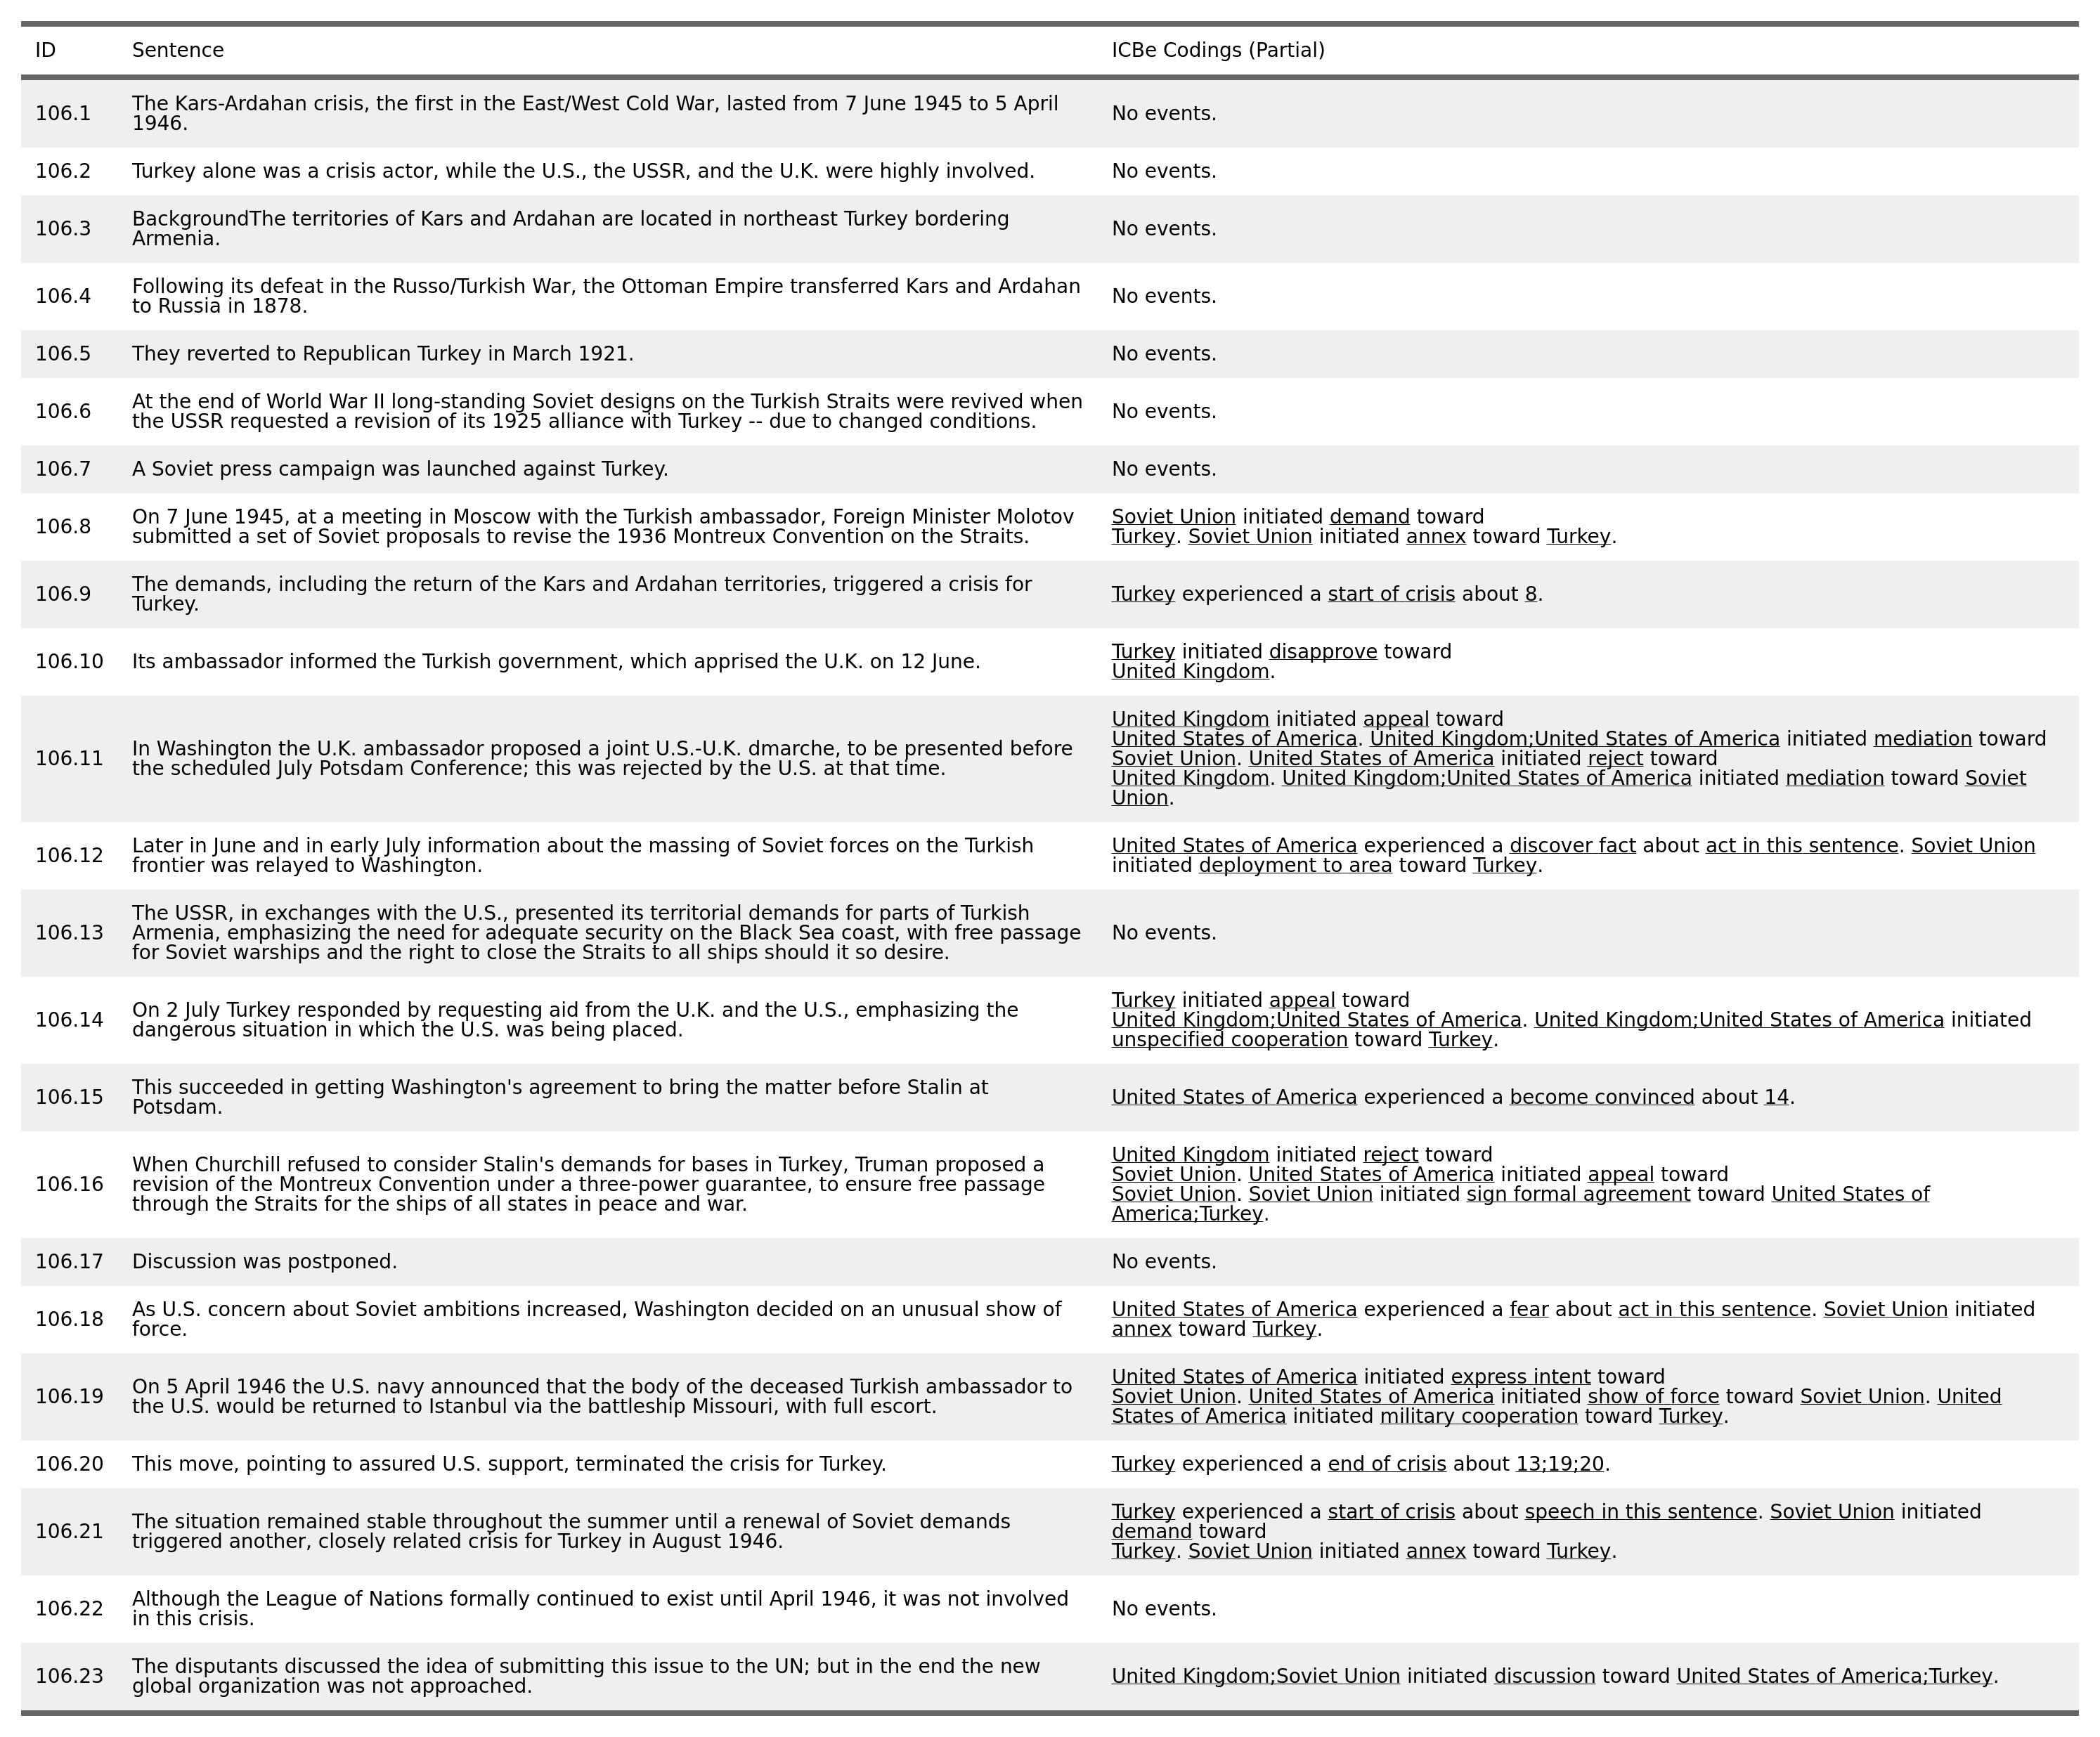 ID Sentence ICBe Codings (Partial)
106.1 The Kars-Ardahan crisis, the first in the East/West Cold War, lasted from 7 June 1945 to 5 April
1946. No events.
106.2 Turkey alone was a crisis actor, while the U.S., the USSR, and the U.K. were highly involved. No events.
106.3 BackgroundThe territories of Kars and Ardahan are located in northeast Turkey bordering
Armenia. No events.
106.4 Following its defeat in the Russo/Turkish War, the Ottoman Empire transferred Kars and Ardahan
to Russia in 1878. No events.
106.5 They reverted to Republican Turkey in March 1921. No events.
106.6 At the end of World War II long-standing Soviet designs on the Turkish Straits were revived when
the USSR requested a revision of its 1925 alliance with Turkey -- due to changed conditions. No events.
106.7 A Soviet press campaign was launched against Turkey. No events.
106.8 On 7 June 1945, at a meeting in Moscow with the Turkish ambassador, Foreign Minister Molotov
submitted a set of Soviet proposals to revise the 1936 Montreux Convention on the Straits.
Soviet Union initiated demand toward
Turkey. Soviet Union initiated annex toward Turkey.
106.9 The demands, including the return of the Kars and Ardahan territories, triggered a crisis for
Turkey.
Turkey experienced a start of crisis about 8.
106.10 Its ambassador informed the Turkish government, which apprised the U.K. on 12 June.
Turkey initiated disapprove toward
United Kingdom.
106.11 In Washington the U.K. ambassador proposed a joint U.S.-U.K. dmarche, to be presented before
the scheduled July Potsdam Conference; this was rejected by the U.S. at that time.
United Kingdom initiated appeal toward
United States of America. United Kingdom;United States of America initiated mediation toward
Soviet Union. United States of America initiated reject toward
United Kingdom. United Kingdom;United States of America initiated mediation toward Soviet
Union.
106.12 Later in June and in early July information about the massing of Soviet forces on the Turkish
frontier was relayed to Washington.
United States of America experienced a discover fact about act in this sentence. Soviet Union
initiated deployment to area toward Turkey.
106.13 The USSR, in exchanges with the U.S., presented its territorial demands for parts of Turkish
Armenia, emphasizing the need for adequate security on the Black Sea coast, with free passage
for Soviet warships and the right to close the Straits to all ships should it so desire.
No events.
106.14 On 2 July Turkey responded by requesting aid from the U.K. and the U.S., emphasizing the
dangerous situation in which the U.S. was being placed.
Turkey initiated appeal toward
United Kingdom;United States of America. United Kingdom;United States of America initiated
unspecified cooperation toward Turkey.
106.15 This succeeded in getting Washington's agreement to bring the matter before Stalin at
Potsdam.
United States of America experienced a become convinced about 14.
106.16 When Churchill refused to consider Stalin's demands for bases in Turkey, Truman proposed a
revision of the Montreux Convention under a three-power guarantee, to ensure free passage
through the Straits for the ships of all states in peace and war.
United Kingdom initiated reject toward
Soviet Union. United States of America initiated appeal toward
Soviet Union. Soviet Union initiated sign formal agreement toward United States of
America;Turkey.
106.17 Discussion was postponed. No events.
106.18 As U.S. concern about Soviet ambitions increased, Washington decided on an unusual show of
force.
United States of America experienced a fear about act in this sentence. Soviet Union initiated
annex toward Turkey.
106.19 On 5 April 1946 the U.S. navy announced that the body of the deceased Turkish ambassador to
the U.S. would be returned to Istanbul via the battleship Missouri, with full escort.
United States of America initiated express intent toward
Soviet Union. United States of America initiated show of force toward Soviet Union. United
States of America initiated military cooperation toward Turkey.
106.20 This move, pointing to assured U.S. support, terminated the crisis for Turkey. Turkey experienced a end of crisis about 13;19;20.
106.21 The situation remained stable throughout the summer until a renewal of Soviet demands
triggered another, closely related crisis for Turkey in August 1946.
Turkey experienced a start of crisis about speech in this sentence. Soviet Union initiated
demand toward
Turkey. Soviet Union initiated annex toward Turkey.
106.22 Although the League of Nations formally continued to exist until April 1946, it was not involved
in this crisis.
No events.
106.23 The disputants discussed the idea of submitting this issue to the UN; but in the end the new
global organization was not approached.
United Kingdom;Soviet Union initiated discussion toward United States of America;Turkey.